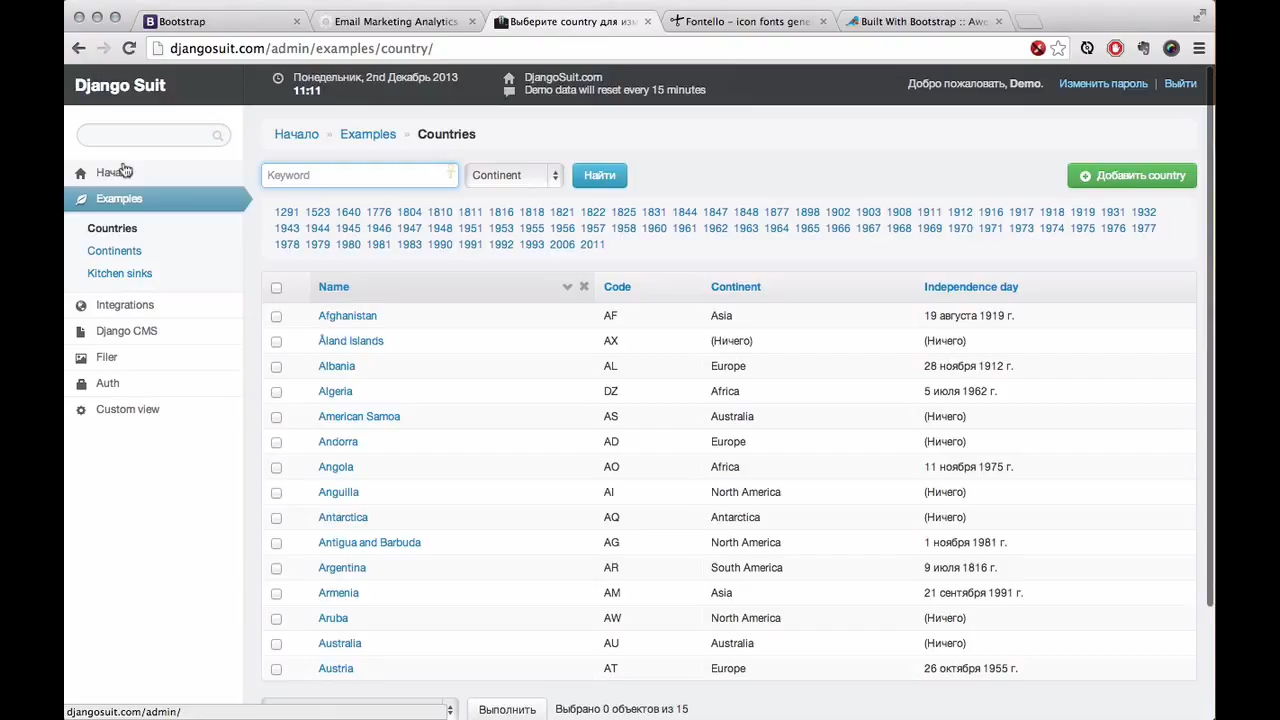 Bootstrap
Email Marketing Analytics
Выберите country для изм
Fontello – icon fonts gene
Built With Bootstrap :: Awe
djangosuit.com/admin/examples/country/
Django Suit
Понедельник, 2nd Декабрь 2013
11:11
DjangoSuit.com
Demo data will reset every 15 minutes
Добро пожаловать, Demo. Изменить пароль | Выйти
Начало » Examples » Countries
Keyword Continent Найти Добавить country
Examples
Countries
Continents
Kitchen sinks
Integrations
Django CMS
Filer
Auth
Custom view
1291 1523 1640 1776 1804 1810 1811 1816 1818 1821 1822 1825 1831 1844 1847 1848 1877 1898 1902 1903 1908 1911 1912 1916 1917 1918 1919 1931 1932
1943 1944 1945 1946 1947 1948 1951 1953 1955 1956 1957 1958 1960 1961 1962 1963 1964 1965 1966 1967 1968 1969 1970 1971 1973 1974 1975 1976 1977
1978 1979 1980 1981 1983 1990 1991 1992 1993 2006 2011
Name Code Continent Independence day
Afghanistan AF Asia 19 августа 1919 г.
Åland Islands AX (Ничего) (Ничего)
Albania AL Europe 28 ноября 1912 г.
Algeria DZ Africa 5 июля 1962 г.
American Samoa AS Australia (Ничего)
Andorra AD Europe (Ничего)
Angola AO Africa 11 ноября 1975 г.
Anguilla AI North America (Ничего)
Antarctica AQ Antarctica (Ничего)
Antigua and Barbuda AG North America 1 ноября 1981 г.
Argentina AR South America 9 июля 1816 г.
Armenia AM Asia 21 сентября 1991 г.
Aruba AW North America (Ничего)
Australia AU Australia (Ничего)
Austria AT Europe 26 октября 1955 г.
Выполнить Выбрано 0 объектов из 15
djangosuit.com/admin/